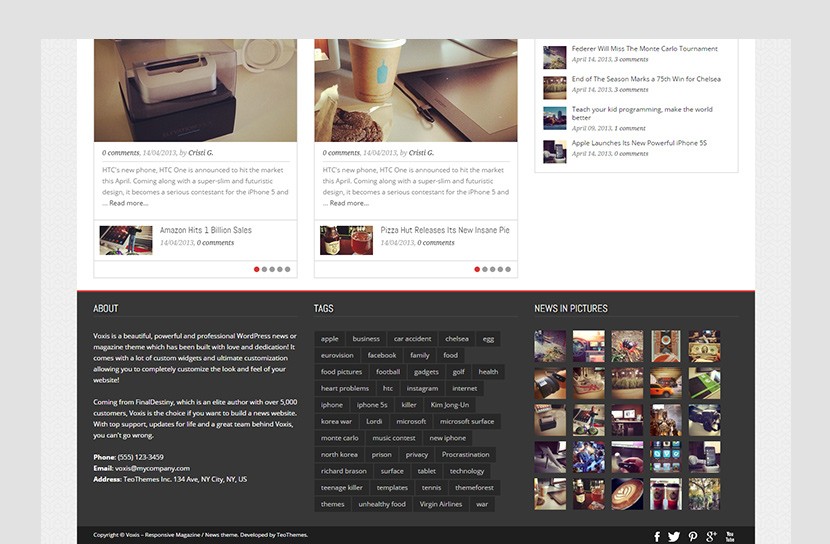 0 comments, 14/04/2013, by Cristi G.
HTC's new phone, HTC One is announced to hit the market
this April. Coming along with a super-slim and futuristic
design, it becomes a serious contestant for the iPhone 5 and
... Read more...
Amazon Hits 1 Billion Sales
14/04/2013, 0 comments
0 comments, 14/04/2013, by Cristi G.
HTC's new phone, HTC One is announced to hit the market
this April. Coming along with a super-slim and futuristic
design, it becomes a serious contestant for the iPhone 5 and
... Read more...
Pizza Hut Releases Its New Insane Pie
14/04/2013, 0 comments
Federer Will Miss The Monte Carlo Tournament
April 14, 2013, 3 comments
End of The Season Marks a 75th Win for Chelsea
April 14, 2013, 3 comments
Teach your kid programming, make the world
better
April 09, 2013, 1 comment
Apple Launches Its New Powerful iPhone 5S
April 14, 2013, 0 comments
ABOUT
Voxis is a beautiful, powerful and professional WordPress news or
magazine theme which has been built with love and dedication! It
comes with a lot of custom widgets and ultimate customization
allowing you to completely customize the look and feel of your
website!
Coming from FinalDestiny, which is an elite author with over 5,000
customers, Voxis is the choice if you want to build a news website.
With top support, updates for life and a great team behind Voxis,
you can't go wrong.
Phone: (555) 123-3459
Email: voxis@mycompany.com
Address: TeoThemes Inc. 134 Ave, NY City, NY, US
TAGS
apple business car accident chelsea egg
eurovision facebook family food
food pictures football gadgets golf health
heart problems htc instagram internet
iphone iphone 5s killer Kim Jong-Un
korea war Lordi microsoft microsoft surface
monte carlo music contest new iphone
north korea prison privacy Procrastination
richard branson surface tablet technology
teenage killer templates tennis themeforest
themes unhealthy food Virgin Airlines war
NEWS IN PICTURES
Copyright © Voxis – Responsive Magazine / News theme. Developed by TeoThemes.
You
Tube